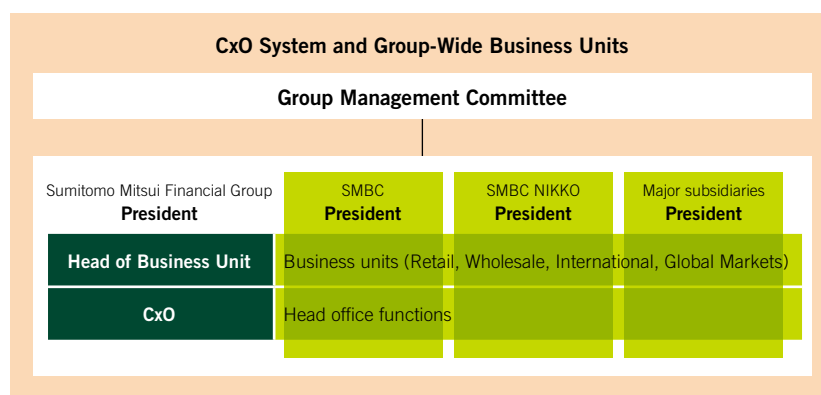 CxO System and Group-Wide Business Units
Group Management Committee
Sumitomo Mitsui Financial Group
President
SMBC
President
SMBC NIKKO
President
Major subsidiaries
President
Head of Business Unit
Business units (Retail, Wholesale, International, Global Markets)
CxO
Head office functions